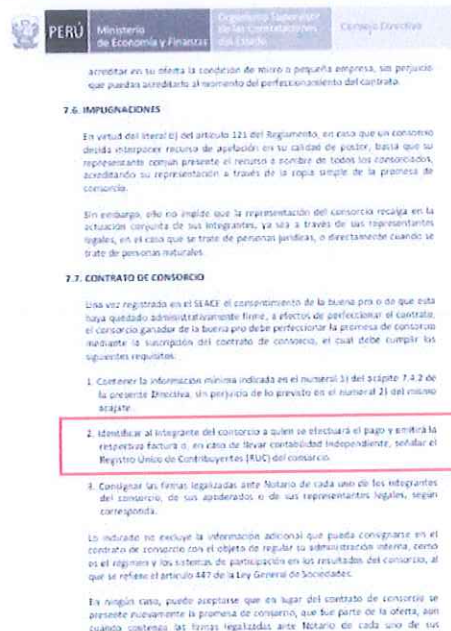 PERÚ
Ministerio
de Economía y Finanzas
Organismo Supervisor
de las Contrataciones
del Estado
Consejo Directivo
acreditar en su oferta la condición de micro o pequeña empresa, sin perjuicio
que puedan acreditarlo al momento del perfeccionamiento del contrato.
7.6. IMPUGNACIONES
En virtud del literal e) del artículo 121 del Reglamento, en caso que un consorcio
decida interponer recurso de apelación en su calidad de postor, basta que su
representante común presente el recurso a nombre de todos los consorciados,
acreditando su representación a través de la copia simple de la promesa de
consorcio.
Sin embargo, ello no impide que la representación del consorcio recaiga en la
actuación conjunta de sus integrantes, ya sea a través de sus representantes
legales, en el caso que se trate de personas jurídicas, o directamente cuando se
trate de personas naturales.
7.7. CONTRATO DE CONSORCIO
Una vez registrado en el SEACE el consentimiento de la buena pro o de que esta
haya quedado administrativamente firme, a efectos de perfeccionar el contrato,
el consorcio ganador de la buena pro debe perfeccionar la promesa de consorcio
mediante la suscripción del contrato de consorcio, el cual debe cumplir los
siguientes requisitos:
1. Contener la información mínima indicada en el numeral 1) del acápite 7.4.2 de
la presente Directiva, sin perjuicio de lo previsto en el numeral 2) del mismo
acápite.
2. Identificar al integrante del consorcio a quien se efectuará el pago y emitirá la
respectiva factura o, en caso de llevar contabilidad independiente, señalar el
Registro Único de Contribuyentes (RUC) del consorcio.
3. Consignar las firmas legalizadas ante Notario de cada uno de los integrantes
del consorcio, de sus apoderados o de sus representantes legales, según
corresponda.
Lo indicado no excluye la información adicional que pueda consignarse en el
contrato de consorcio con el objeto de regular su administración interna, como
es el régimen y los sistemas de participación en los resultados del consorcio, al
que se refiere el artículo 447 de la Ley General de Sociedades.
En ningún caso, puede aceptarse que en lugar del contrato de consorcio se
presente nuevamente la promesa de consorcio, que fue parte de la oferta, aun
cuando contenga las firmas legalizadas ante Notario de cada uno de sus